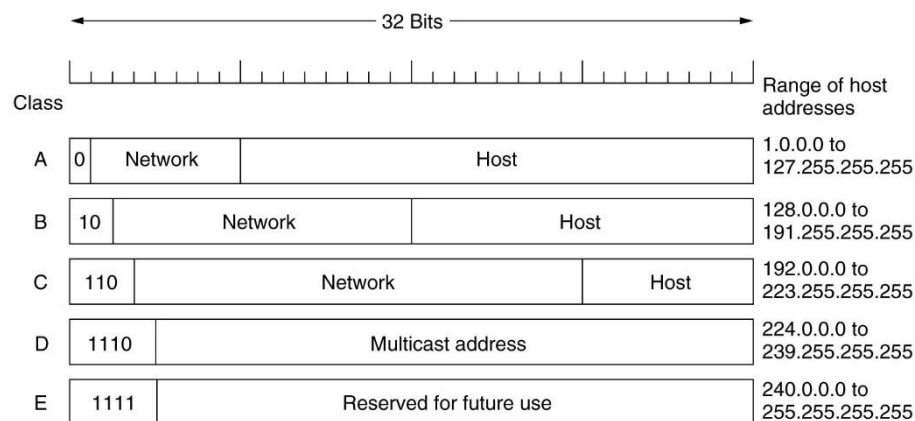 32 Bits
Class
Range of host
addresses
A
0
Network
Host
1.0.0.0 to
127.255.255.255
B
10
Network
Host
128.0.0.0 to
191.255.255.255
C
110
Network
Host
192.0.0.0 to
223.255.255.255
D
1110
Multicast address
224.0.0.0 to
239.255.255.255
E
1111
Reserved for future use
240.0.0.0 to
255.255.255.255